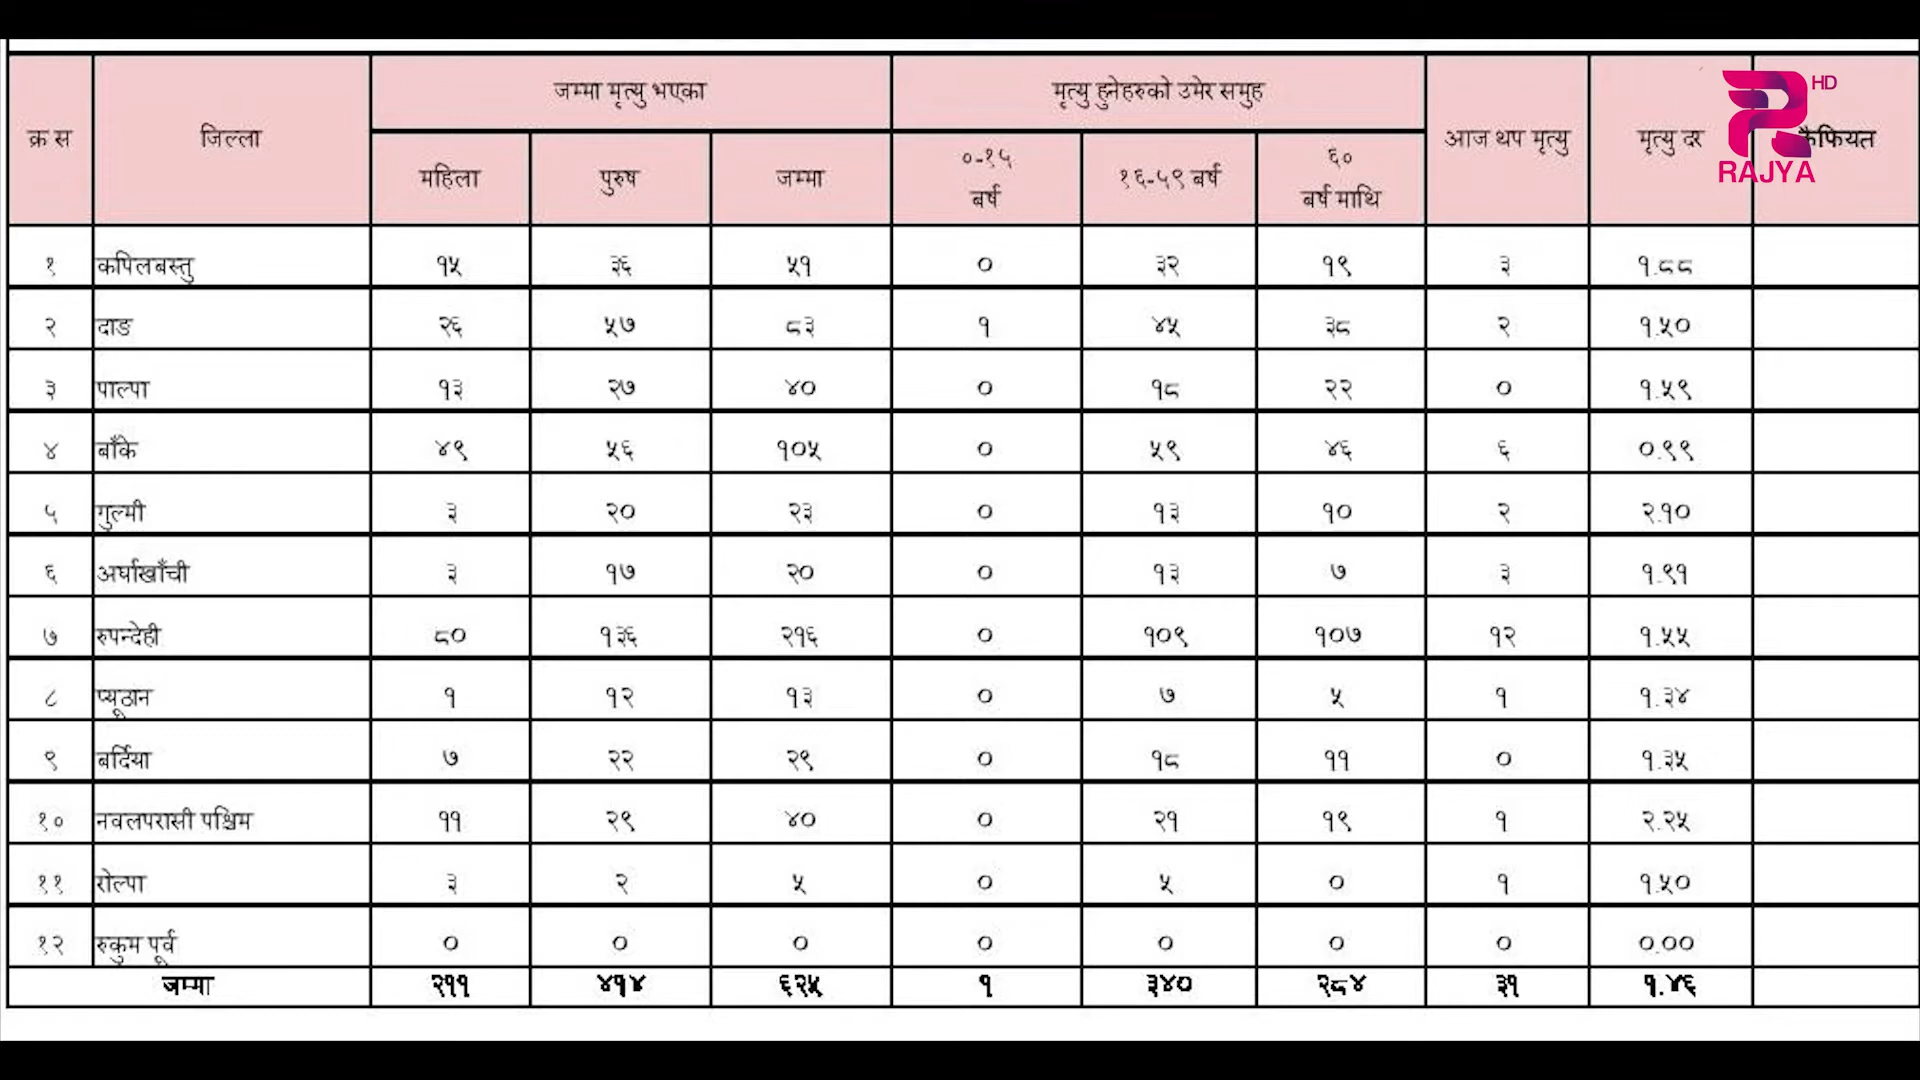 क्र स जिल्ला जम्मा मृत्यु भएका मृत्यु हुनेहरुको उमेर समुह आज थप मृत्यु मृत्यु दर कैफियत
महिला पुरुष जम्मा ०-१५ बर्ष १६-५९ बर्ष ६० बर्ष माथि
HD
RAJYA
१ कपिलबस्तु १५ ३६ ५१ ० ३२ १९ ३ १.८८
२ दाङ २६ ५७ ८३ १ ४५ ३८ २ १.५०
३ पाल्पा १३ २७ ४० ० १८ २२ ० १.५९
४ बाँके ४९ ५६ १०५ ० ५९ ४६ ६ ०.९९
५ गुल्मी ३ २० २३ ० १३ १० २ २.१०
६ अर्घाखाँची ३ १७ २० ० १३ ७ ३ १.९१
७ रुपन्देही ८० १३६ २१६ ० १०९ १०७ १२ १.५५
८ प्यूठान १ १२ १३ ० ७ ५ १ १.३४
९ बर्दिया ७ २२ २९ ० १८ ११ ० १.३५
१० नवलपरासी पश्चिम ११ २९ ४० ० २१ १९ १ २.२५
११ रोल्पा ३ २ ५ ० ५ ० १ १.५०
१२ रुकुम पूर्व ० ० ० ० ० ० ० ०.००
जम्मा २११ ४१४ ६२५ १ ३४० २८४ ३१ १.४६